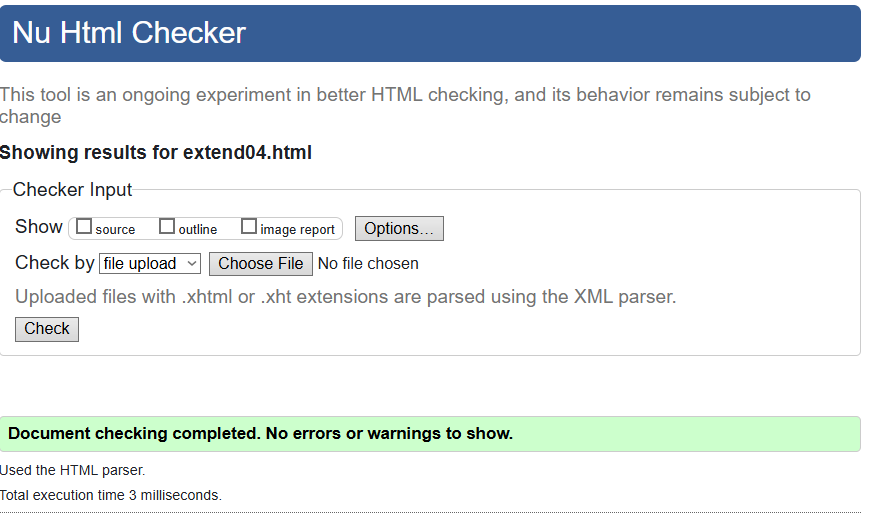 Nu Html Checker
This tool is an ongoing experiment in better HTML checking, and its behavior remains subject to
change
Showing results for extend04.html
Checker Input
Show source outline image report Options...
Check by file upload Choose File No file chosen
Uploaded files with .xhtml or .xht extensions are parsed using the XML parser.
Check
Document checking completed. No errors or warnings to show.
Used the HTML parser.
Total execution time 3 milliseconds.